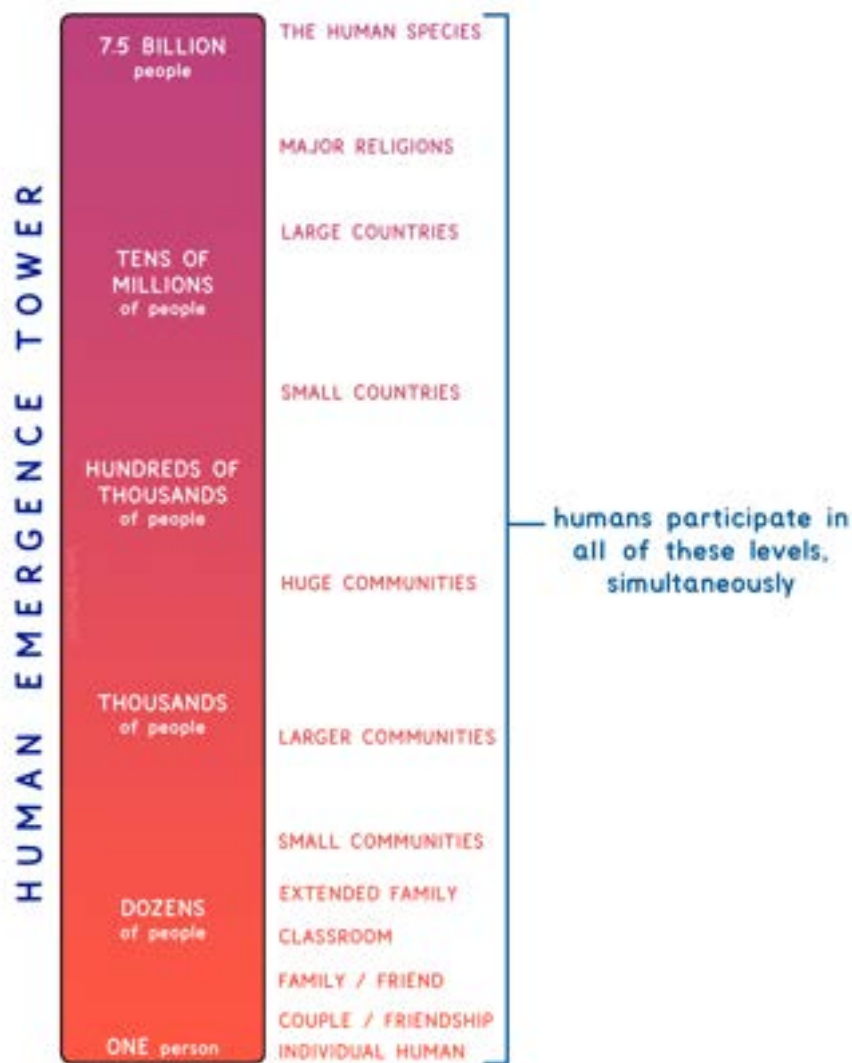 HUMAN EMERGENCE TOWER
7.5 BILLION
people
TENS OF
MILLIONS
of people
HUNDREDS OF
THOUSANDS
of people
THOUSANDS
of people
DOZENS
of people
ONE person
THE HUMAN SPECIES
MAJOR RELIGIONS
LARGE COUNTRIES
SMALL COUNTRIES
HUGE COMMUNITIES
LARGER COMMUNITIES
SMALL COMMUNITIES
EXTENDED FAMILY
CLASSROOM
FAMILY / FRIEND
COUPLE / FRIENDSHIP
INDIVIDUAL HUMAN
humans participate in
all of these levels,
simultaneously